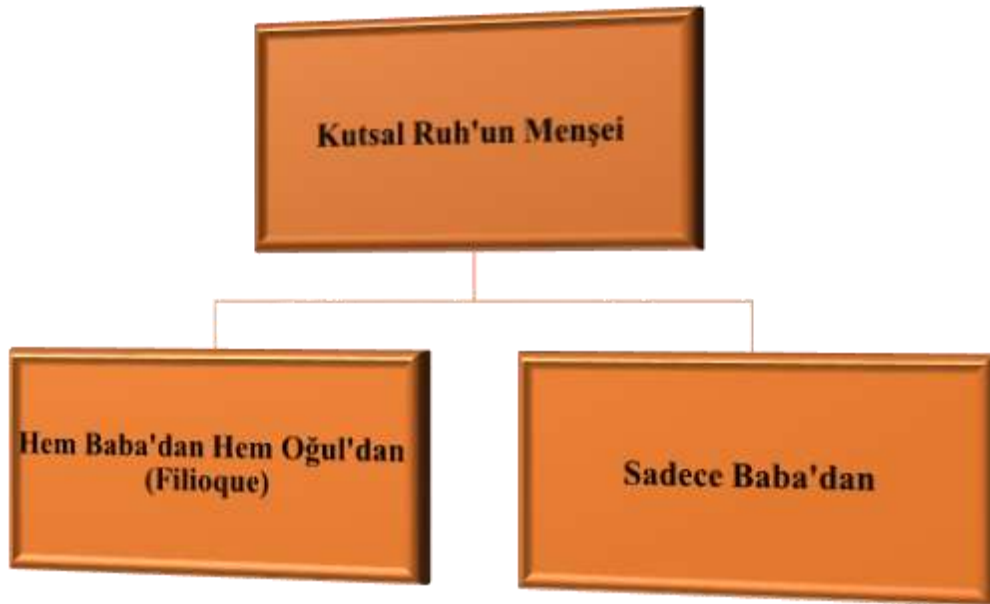 Kutsal Ruh'un Menşei
Hem Baba'dan Hem Oğul'dan
(Filioque)
Sadece Baba'dan